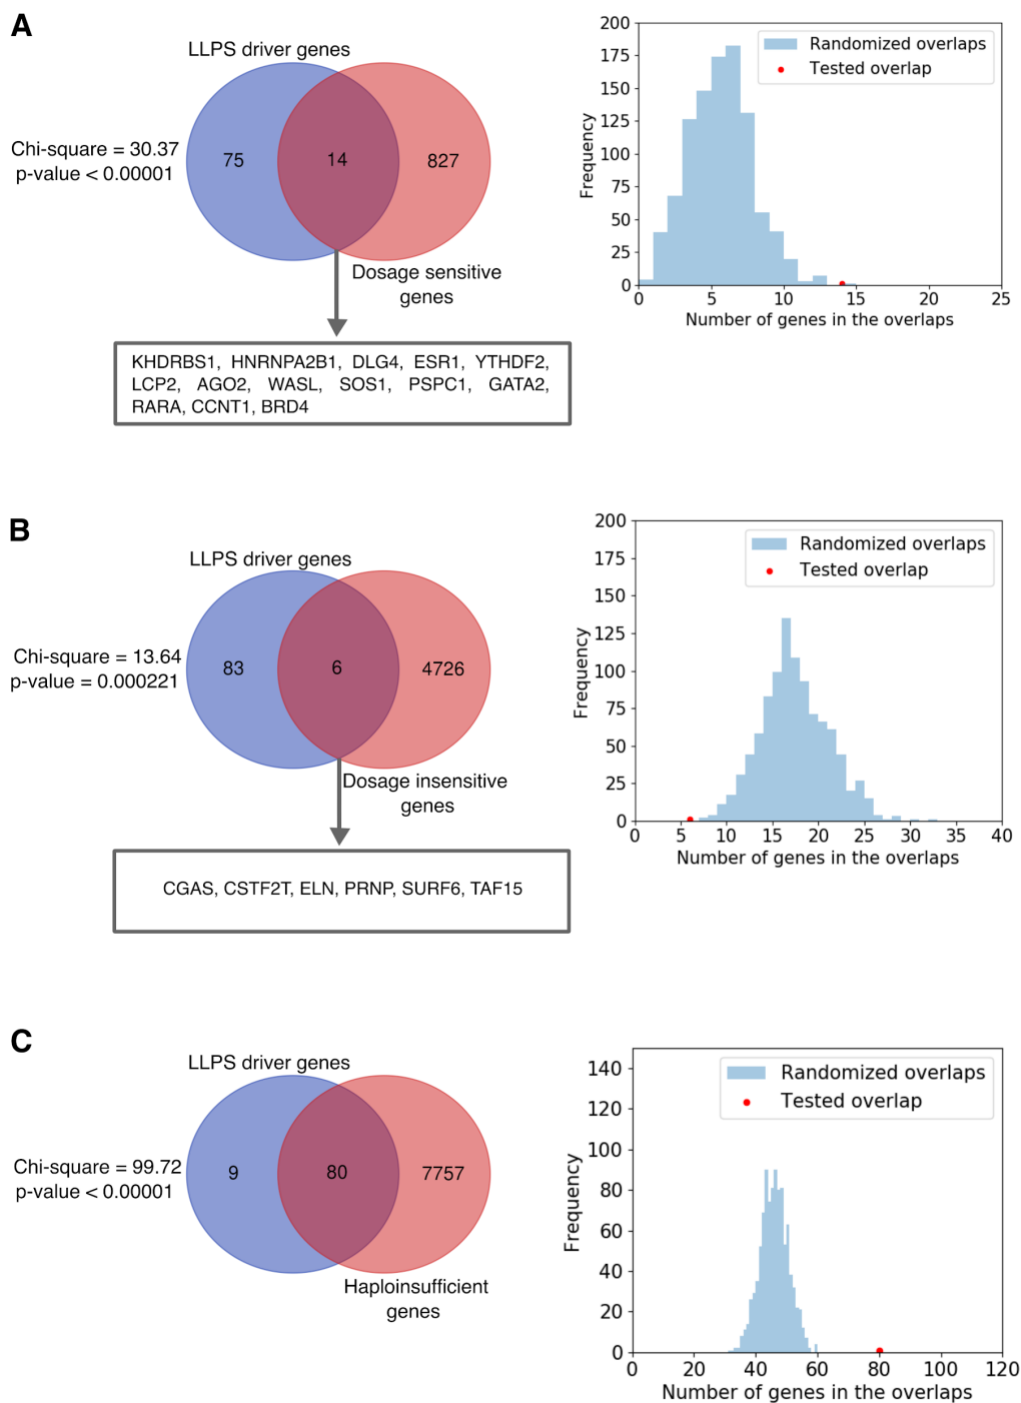 A
LLPS driver genes
Chi-square = 30.37
p-value < 0.00001
75
14
827
Dosage sensitive
genes
KHDRBS1, HNRNPA2B1, DLG4, ESR1, YTHDF2,
LCP2, AGO2, WASL, SOS1, PSPC1, GATA2,
RARA, CCNT1, BRD4
200
175
150
125
100
75
50
25
0
Frequency
Randomized overlaps
Tested overlap
0 5 10 15 20 25
Number of genes in the overlaps
B
LLPS driver genes
Chi-square = 13.64
p-value = 0.000221
83
6
4726
Dosage insensitive
genes
CGAS, CSTF2T, ELN, PRNP, SURF6, TAF15
200
175
150
125
100
75
50
25
0
Frequency
Randomized overlaps
Tested overlap
0 5 10 15 20 25 30 35 40
Number of genes in the overlaps
C
LLPS driver genes
Chi-square = 99.72
p-value < 0.00001
9
80
7757
Haploinsufficient
genes
140
120
100
80
60
40
20
0
Frequency
Randomized overlaps
Tested overlap
0 20 40 60 80 100 120
Number of genes in the overlaps